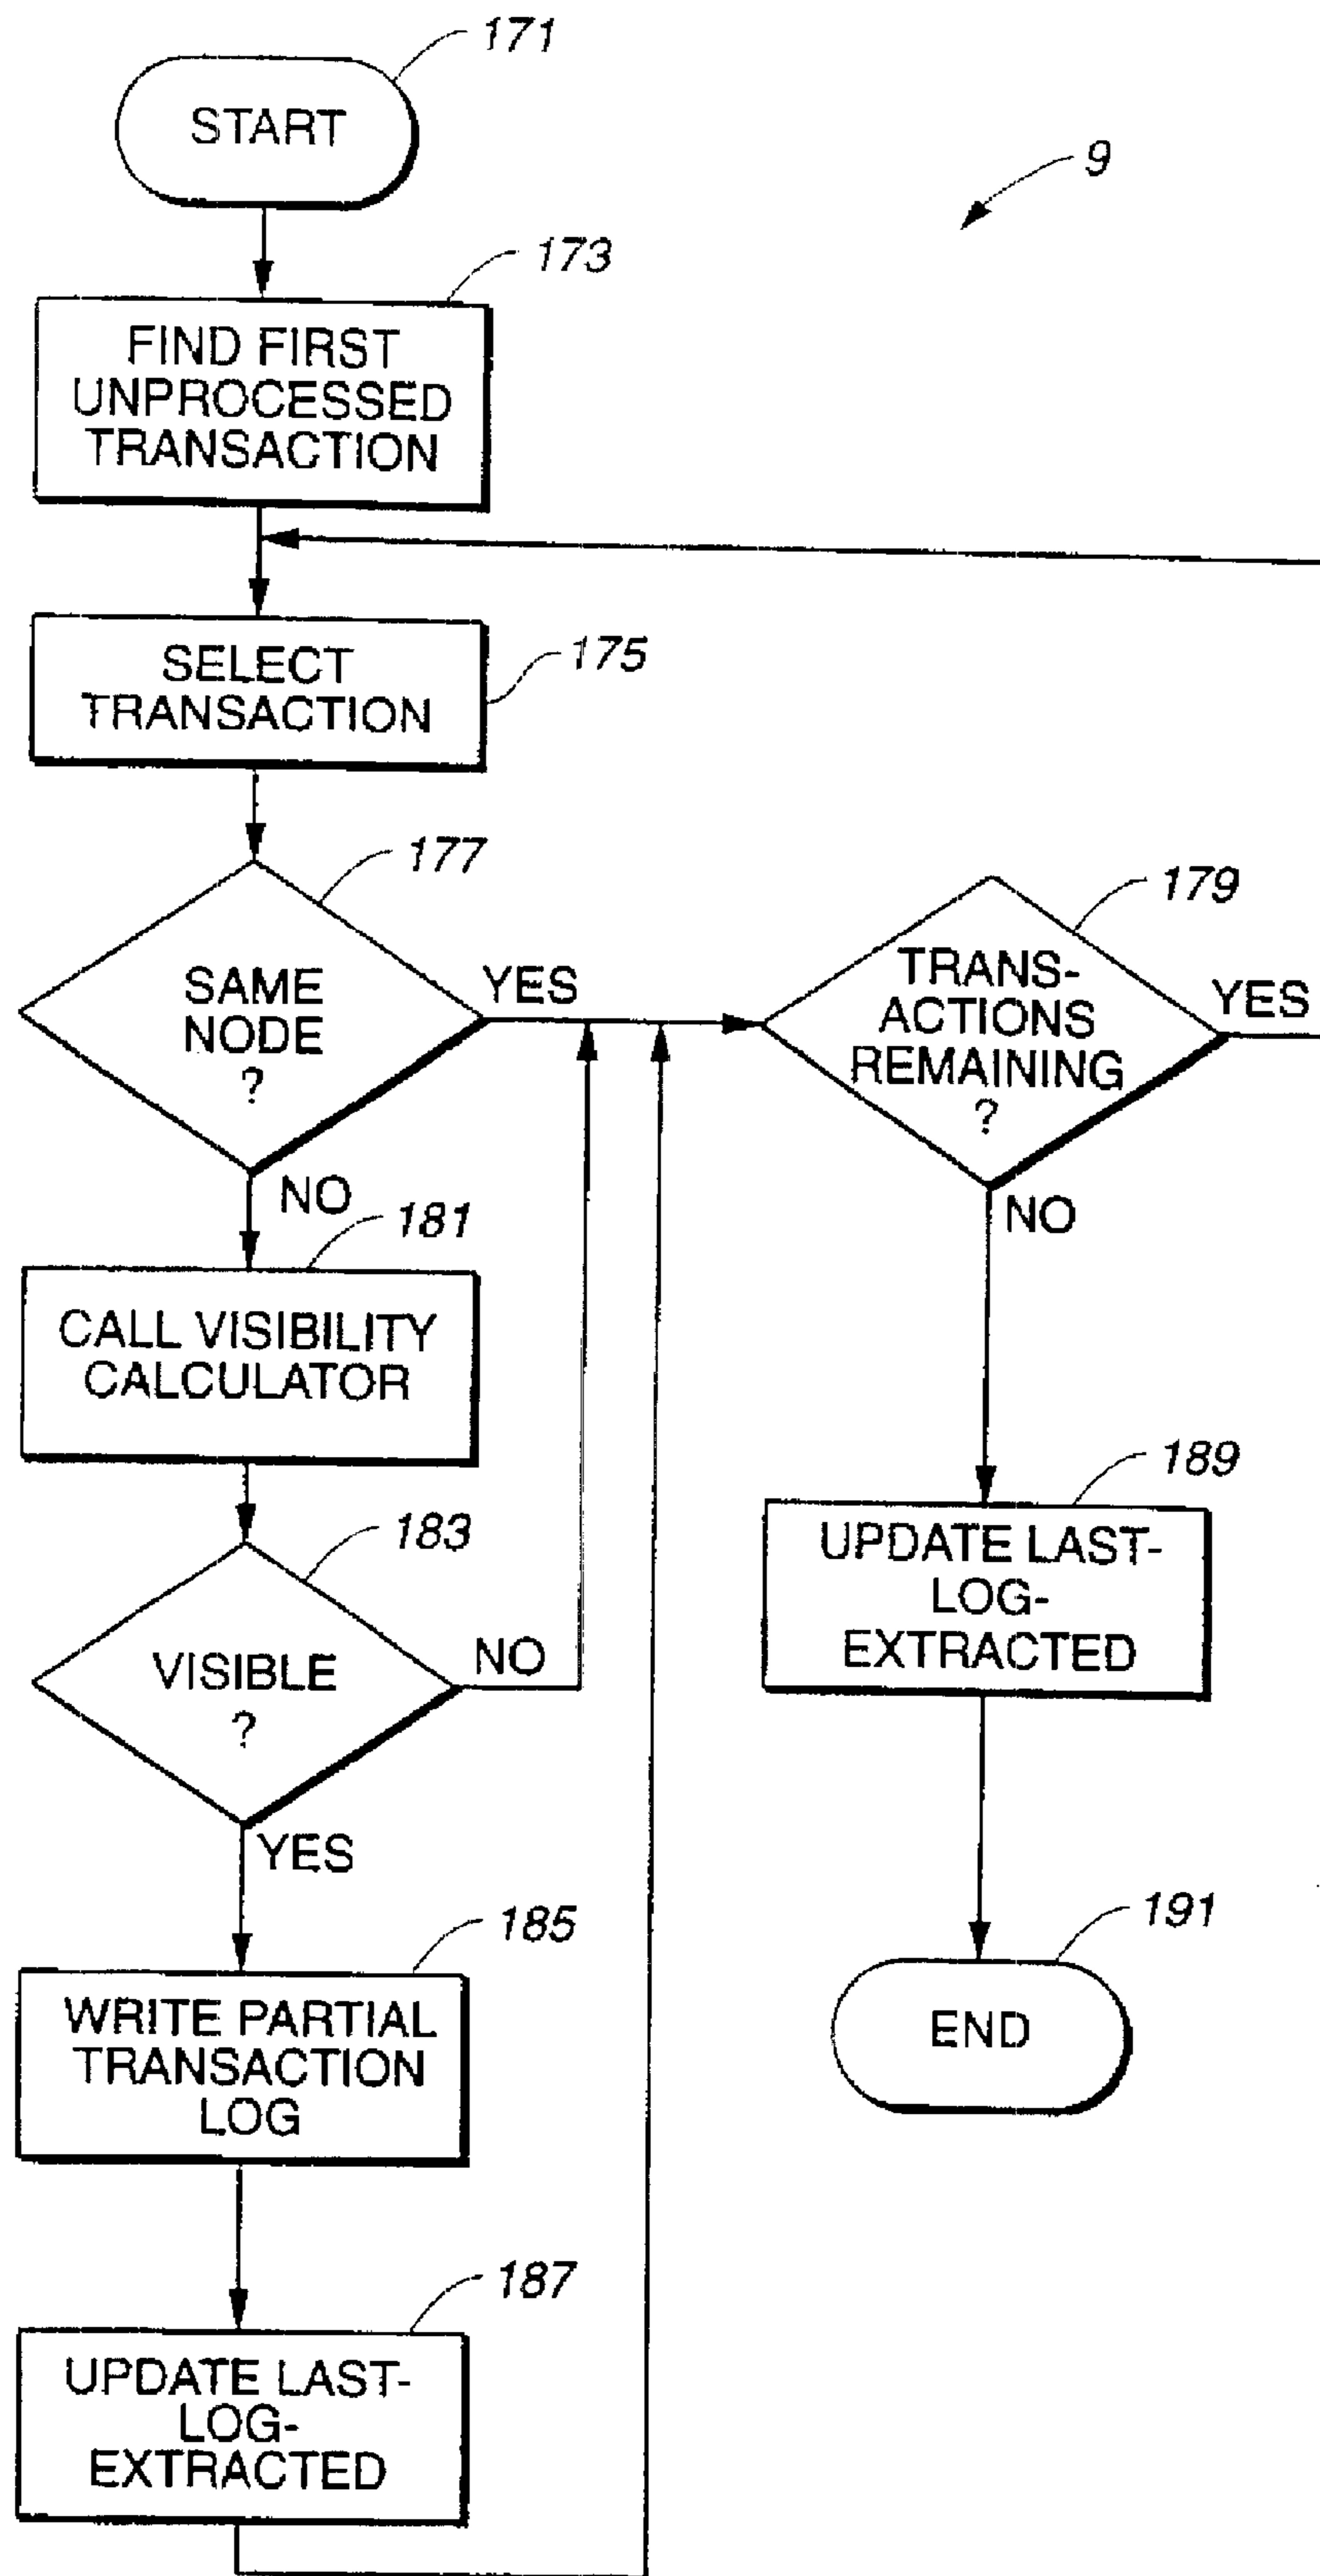 171
START
9
173
FIND FIRST
UNPROCESSED
TRANSACTION
SELECT
TRANSACTION
175
177
SAME
NODE
?
YES
NO
179
TRANS-
ACTIONS
REMAINING
?
YES
NO
181
CALL VISIBILITY
CALCULATOR
183
VISIBLE
?
NO
YES
189
UPDATE LAST-
LOG-
EXTRACTED
185
WRITE PARTIAL
TRANSACTION
LOG
191
END
187
UPDATE LAST-
LOG-
EXTRACTED